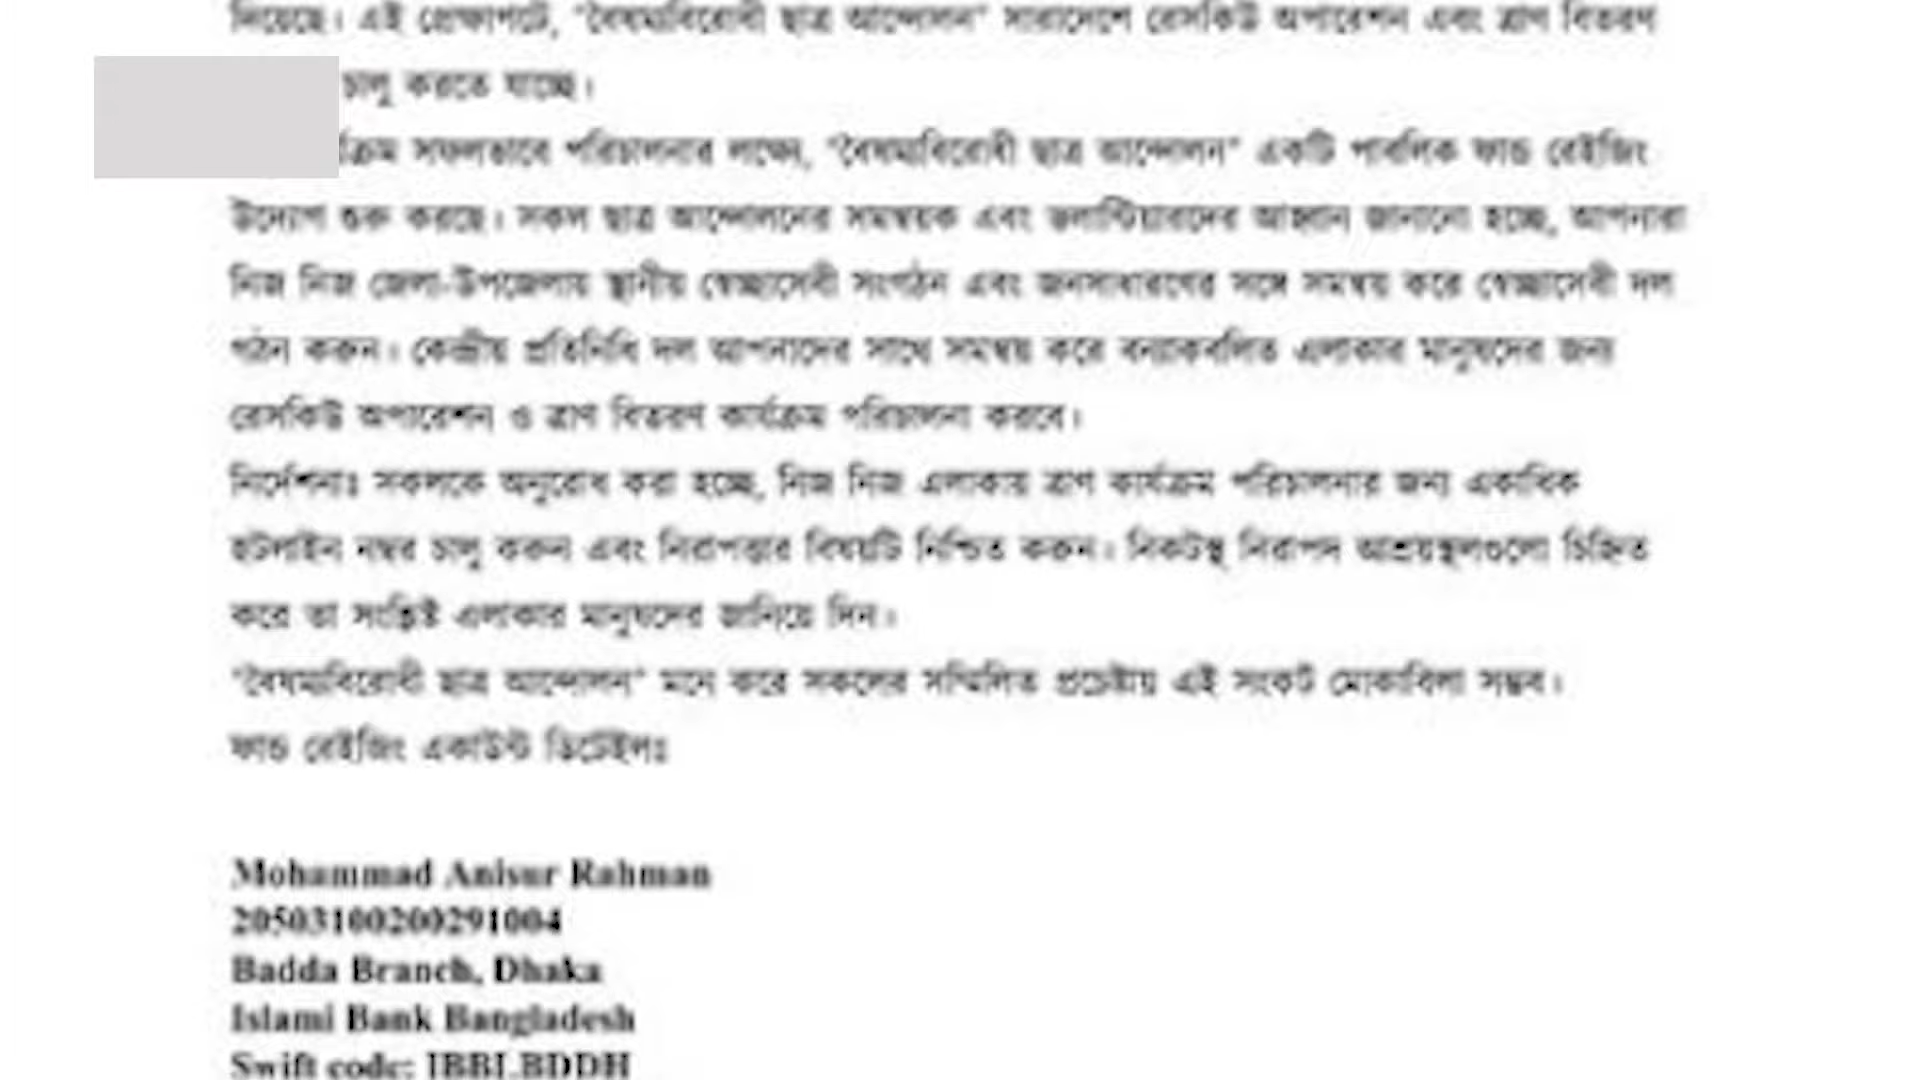 নিয়েছে। এই প্রেক্ষাপটে, "বৈষম্যবিরোধী ছাত্র আন্দোলন" সারাদেশে রেসকিউ অপারেশন এবং ত্রাণ বিতরণ
চালু করতে যাচ্ছে।
র্যক্রম সফলভাবে পরিচালনার লক্ষ্যে, "বৈষম্যবিরোধী ছাত্র আন্দোলন" একটি পাবলিক ফান্ড রেইজিং
উদ্যোগ শুরু করছে। সকল ছাত্র আন্দোলনের সমন্বয়ক এবং ভলান্টিয়ারদের আহ্বান জানানো হচ্ছে, আপনারা
নিজ নিজ জেলা-উপজেলায় স্থানীয় স্বেচ্ছাসেবী সংগঠন এবং জনসাধারণের সঙ্গে সমন্বয় করে স্বেচ্ছাসেবী দল
গঠন করুন। কেন্দ্রীয় প্রতিনিধি দল আপনাদের সাথে সমন্বয় করে বন্যাকবলিত এলাকার মানুষদের জন্য
রেসকিউ অপারেশন ও ত্রাণ বিতরণ কার্যক্রম পরিচালনা করবে।
নির্দেশনাঃ সকলকে অনুরোধ করা হচ্ছে, নিজ নিজ এলাকায় ত্রাণ কার্যক্রম পরিচালনার জন্য একাধিক
হটলাইন নম্বর চালু করুন এবং নিরাপত্তার বিষয়টি নিশ্চিত করুন। নিকটস্থ নিরাপদ আশ্রয়স্থলগুলো চিহ্নিত
করে তা সংশ্লিষ্ট এলাকার মানুষদের জানিয়ে দিন।
"বৈষম্যবিরোধী ছাত্র আন্দোলন" মনে করে সকলের সম্মিলিত প্রচেষ্টায় এই সংকট মোকাবিলা সম্ভব।
ফান্ড রেইজিং একাউন্ট ডিটেইলঃ
Mohammad Anisur Rahman
20503100200291004
Badda Branch, Dhaka
Islami Bank Bangladesh
Swift code: IBBLBDDH